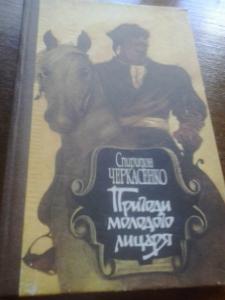 Спиридон
ЧЕРКАСЕНКО
Пригоди
молодого
лицаря